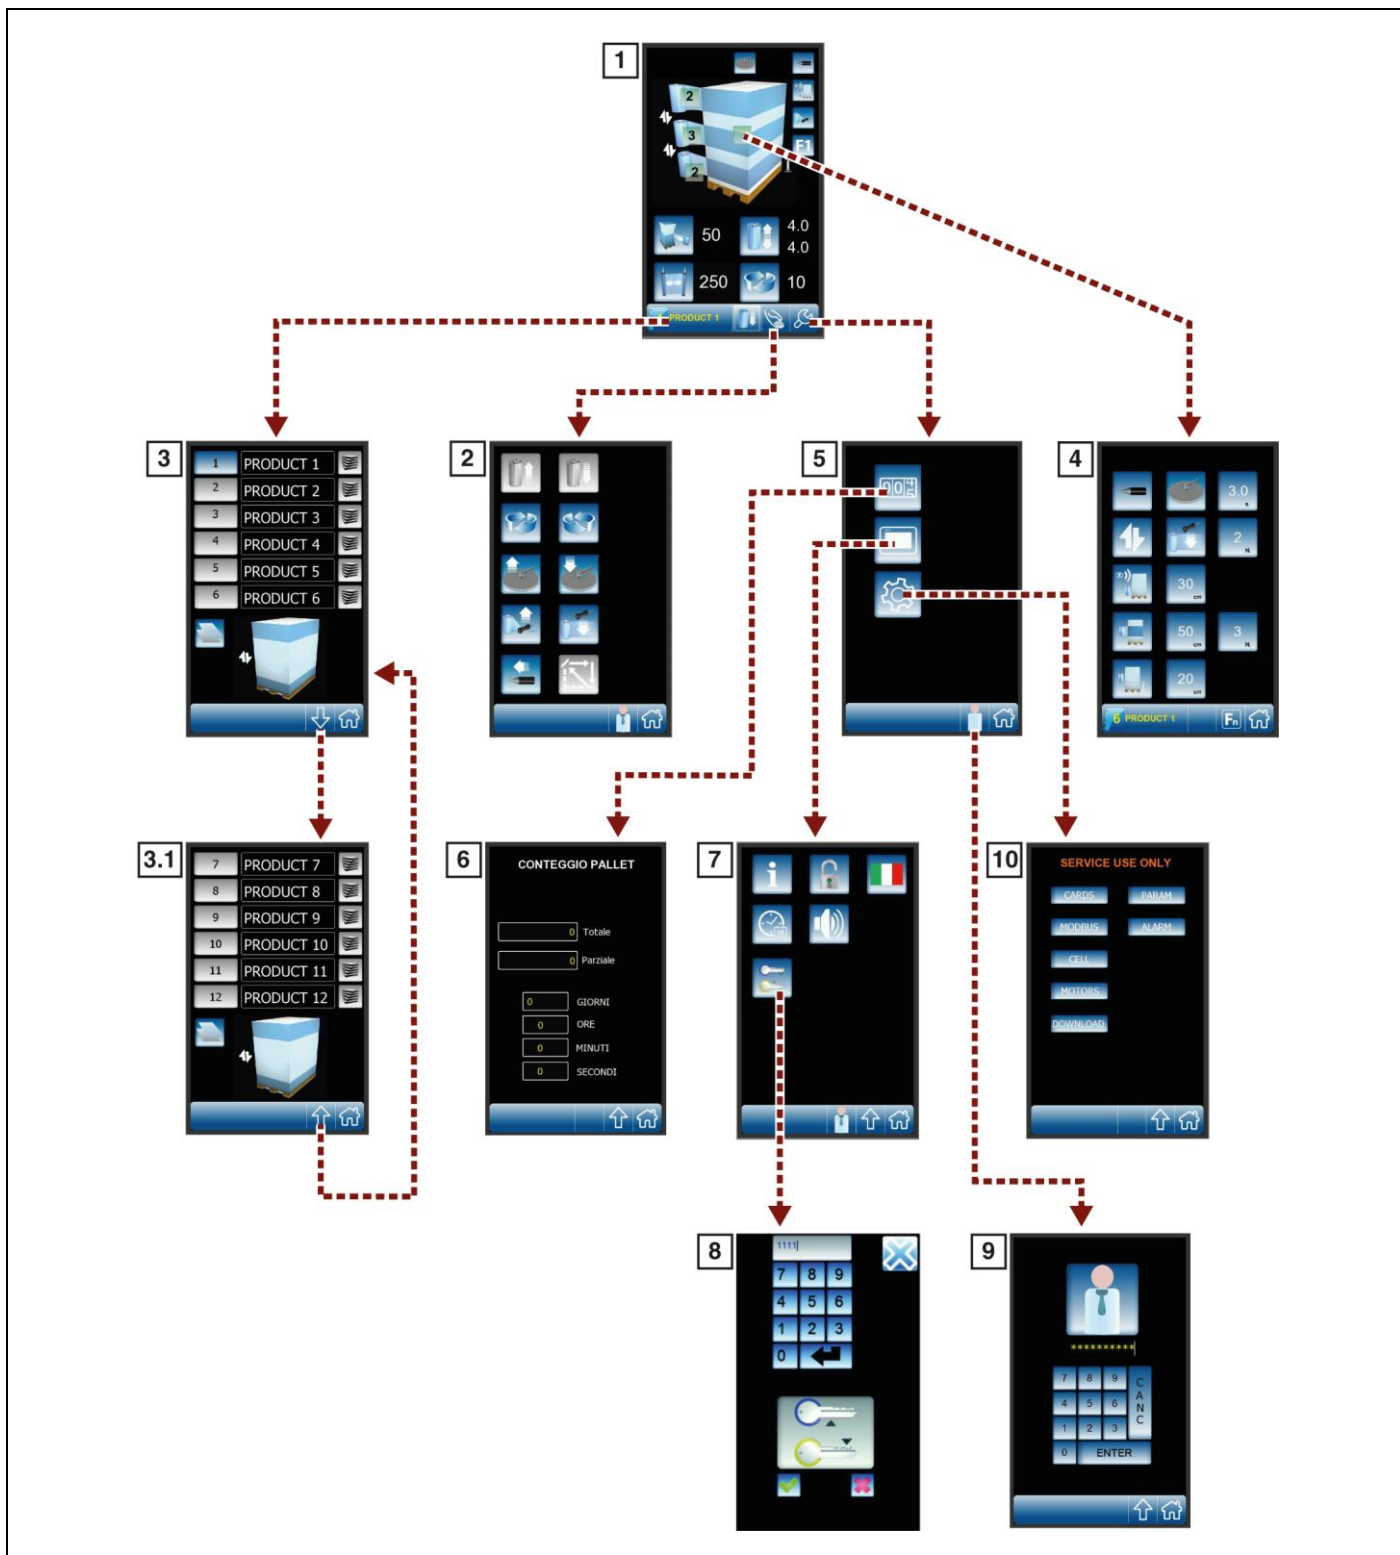 1
2
3
2
F1
50
4.0
4.0
250
10
PRODUCT 1
3
1 PRODUCT 1
2 PRODUCT 2
3 PRODUCT 3
4 PRODUCT 4
5 PRODUCT 5
6 PRODUCT 6
2
5
004
5
4
3.0
s.
2
N.
30
cm
50
cm
3
N.
20
cm
6 PRODUCT 1
Fn
3.1
7 PRODUCT 7
8 PRODUCT 8
9 PRODUCT 9
10 PRODUCT 10
11 PRODUCT 11
12 PRODUCT 12
6
CONTEGGIO PALLET
0 Totale
0 Parziale
0 GIORNI
0 ORE
0 MINUTI
0 SECONDI
7
i
10
SERVICE USE ONLY
CARDS PARAM
MODBUS ALARM
CELL
MOTORS
DOWNLOAD
8
1111
7 8 9
4 5 6
1 2 3
0
9
**********
7 8 9
4 5 6
1 2 3
CANC
0 ENTER